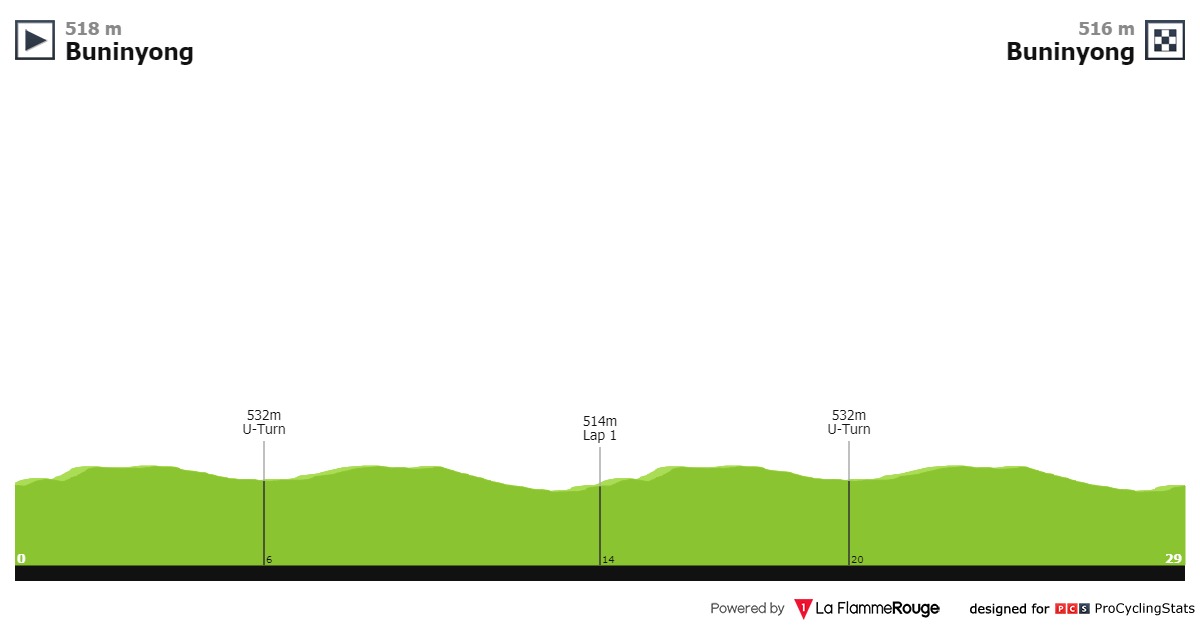 518 m
Buninyong
516 m
Buninyong
532m
U-Turn
514m
Lap 1
532m
U-Turn
0
6
14
20
29
Powered by 1 La FlammeRouge designed for PCS ProCyclingStats